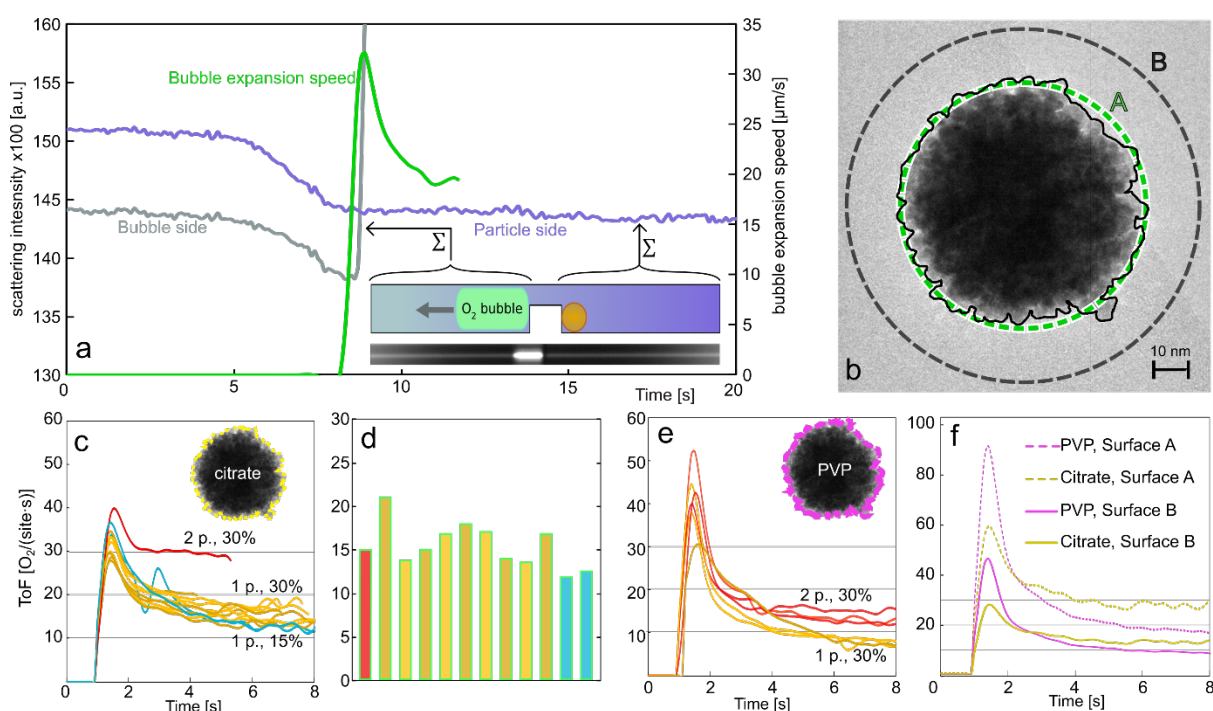 160
155
150
145
140
135
130
scattering intesnsity x100 [a.u.]
Bubble expansion speed
Bubble side
Particle side
Σ
Σ
O2 bubble
a
0
5
10
15
20
Time [s]
35
30
25
20
15
10
5
0
bubble expansion speed [µm/s]
B
A
b
10 nm
c
60
50
40
30
20
10
ToF [O2/(site·s)]
citrate
2 p., 30%
1 p., 30%
1 p., 15%
0
2
4
6
8
Time [s]
d
30
25
20
15
10
5
0
e
60
50
40
30
20
10
PVP
2 p., 30%
1 p., 30%
0
2
4
6
8
Time [s]
f
100
80
60
40
20
0
PVP, Surface A
Citrate, Surface A
PVP, Surface B
Citrate, Surface B
0
2
4
6
8
Time [s]